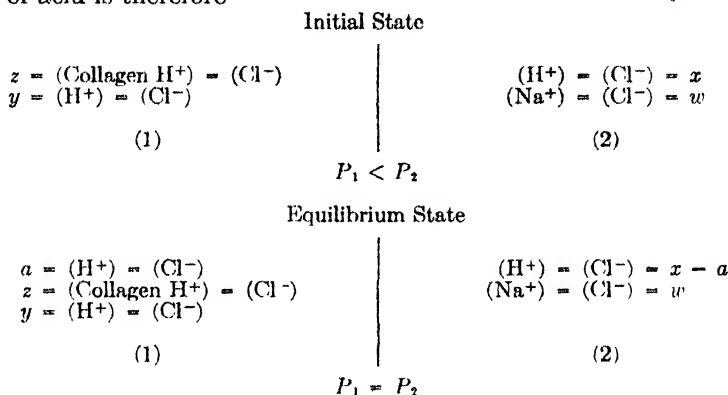 of acid is therefore
Initial State
z = (Collagen H+) = (Cl−)
(H+) = (Cl−) = x
y = (H+) = (Cl−)
(Na+) = (Cl−) = w
(1)
(2)
P₁ < P₂
Equilibrium State
a = (H+) = (Cl−)
(H+) = (Cl−) = x − a
z = (Collagen H+) = (Cl−)
(Na+) = (Cl−) = w
y = (H+) = (Cl−)
(1)
(2)
P₁ = P₂